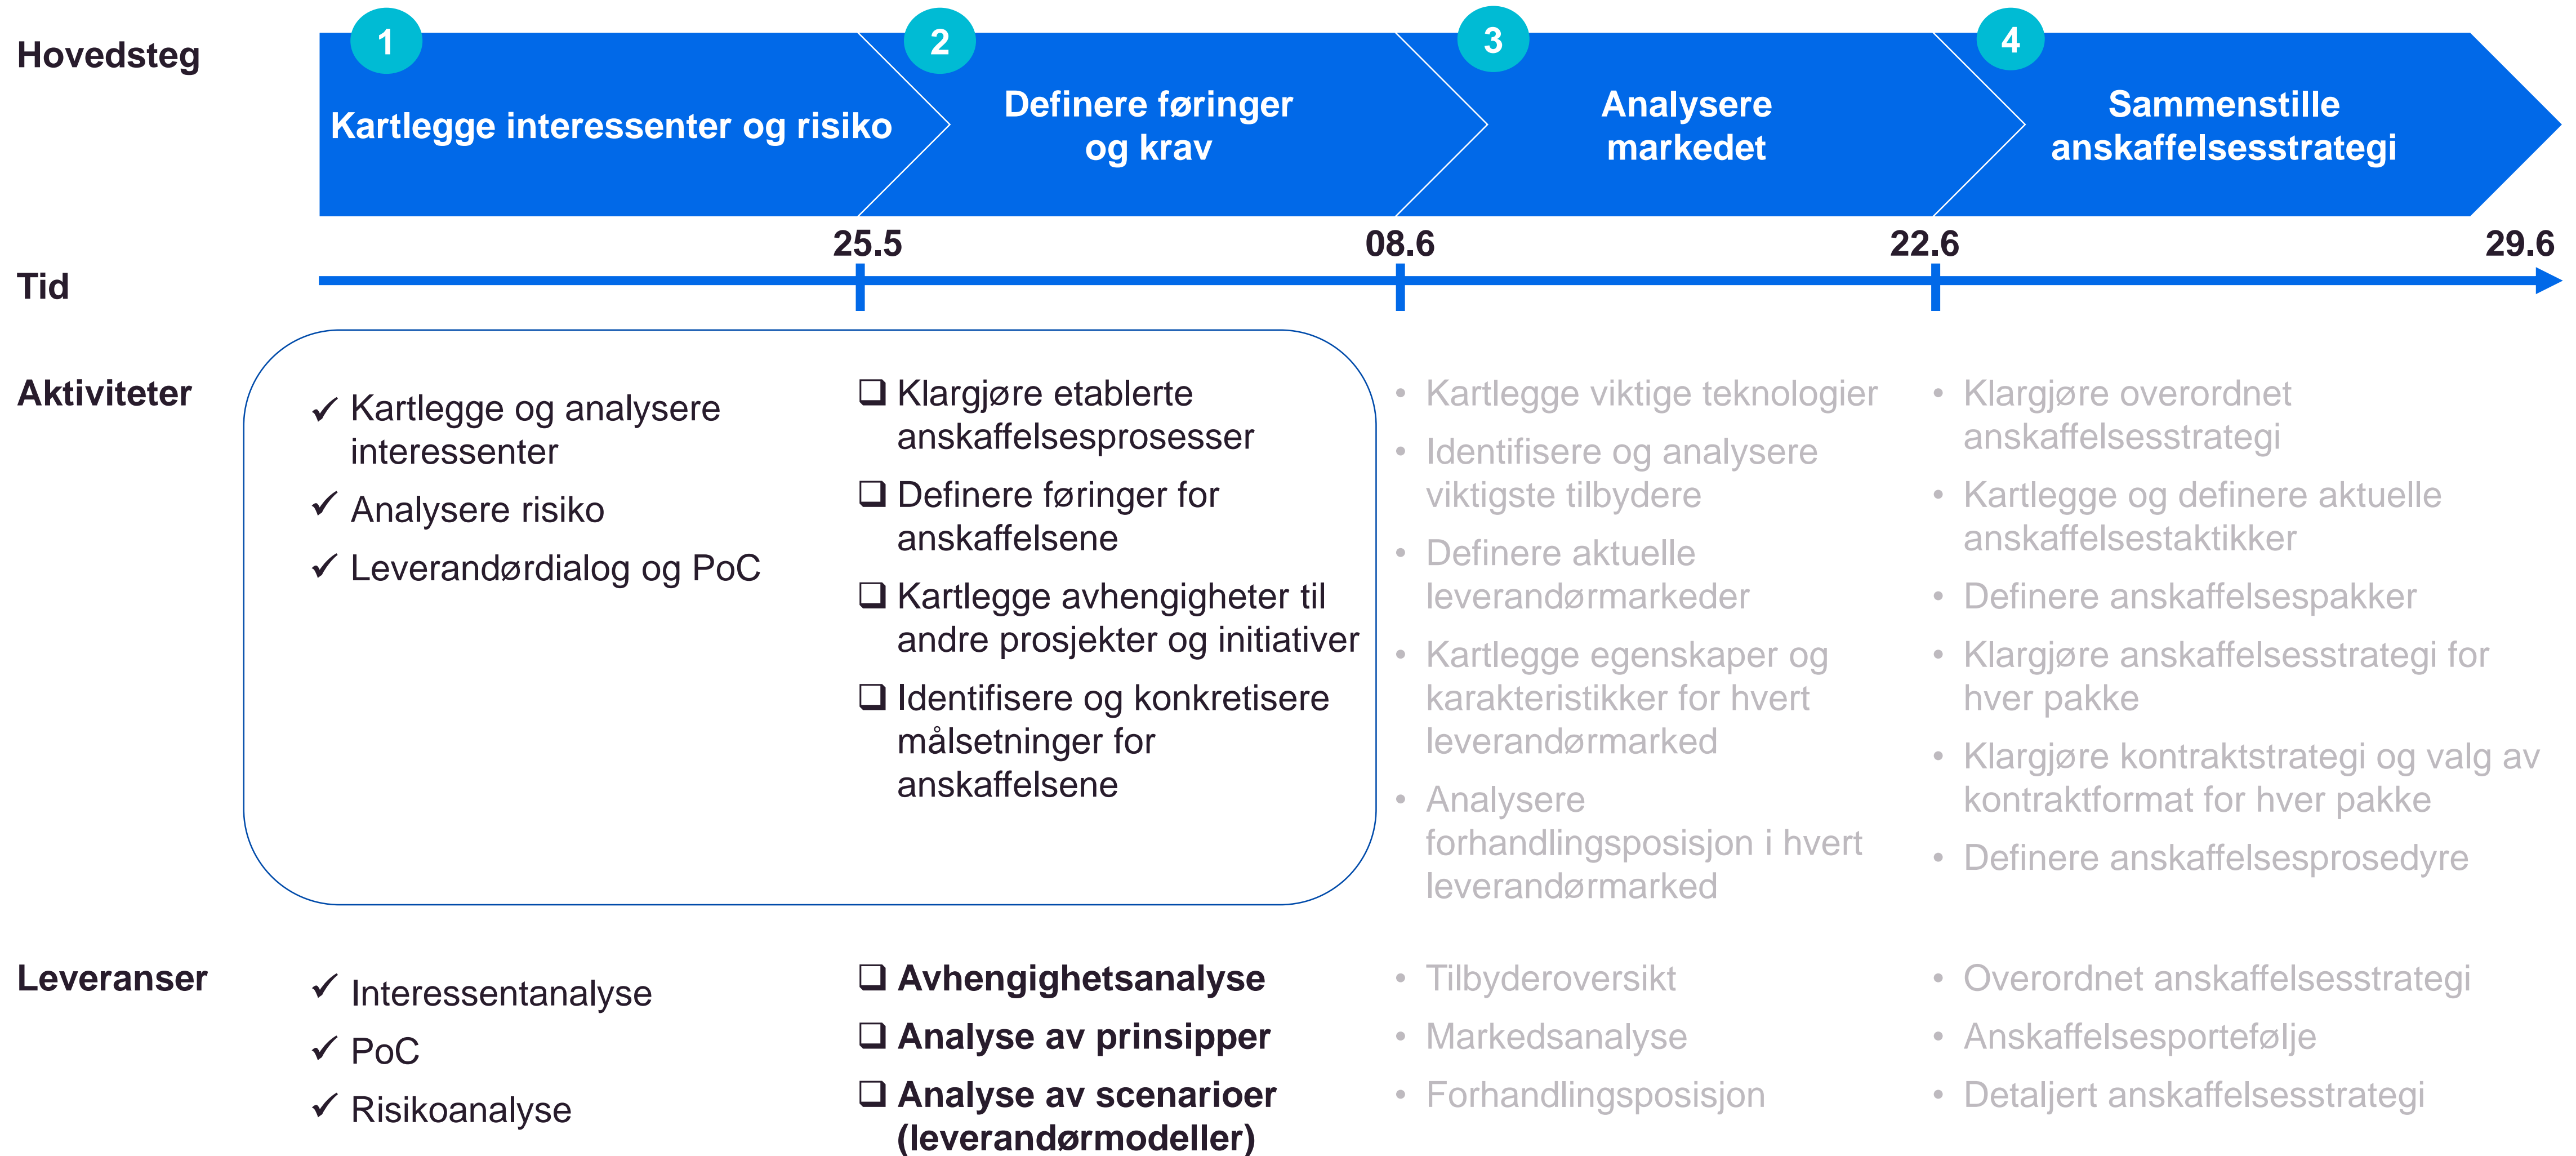 Hovedsteg
1
Kartlegge interessenter og risiko
2
Definere føringer
og krav
3
Analysere
markedet
4
Sammenstille
anskaffelsesstrategi
Tid
25.5
08.6
22.6
29.6
Aktiviteter
Kartlegge og analysere
interessenter
Analysere risiko
Leverandørdialog og PoC
Klargjøre etablerte
anskaffelsesprosesser
Definere føringer for
anskaffelsene
Kartlegge avhengigheter til
andre prosjekter og initiativer
Identifisere og konkretisere
målsetninger for
anskaffelsene
Kartlegge viktige teknologier
Identifisere og analysere
viktigste tilbydere
Definere aktuelle
leverandørmarkeder
Kartlegge egenskaper og
karakteristikker for hvert
leverandørmarked
Analysere
forhandlingsposisjon i hvert
leverandørmarked
Klargjøre overordnet
anskaffelsesstrategi
Kartlegge og definere aktuelle
anskaffelsestaktikker
Definere anskaffelsespakker
Klargjøre anskaffelsesstrategi for
hver pakke
Klargjøre kontraktstrategi og valg av
kontraktformat for hver pakke
Definere anskaffelsesprosedyre
Leveranser
Interessentanalyse
PoC
Risikoanalyse
Avhengighetsanalyse
Analyse av prinsipper
Analyse av scenarioer
(leverandørmodeller)
Tilbyderoversikt
Markedsanalyse
Forhandlingsposisjon
Overordnet anskaffelsesstrategi
Anskaffelsesportefølje
Detaljert anskaffelsesstrategi